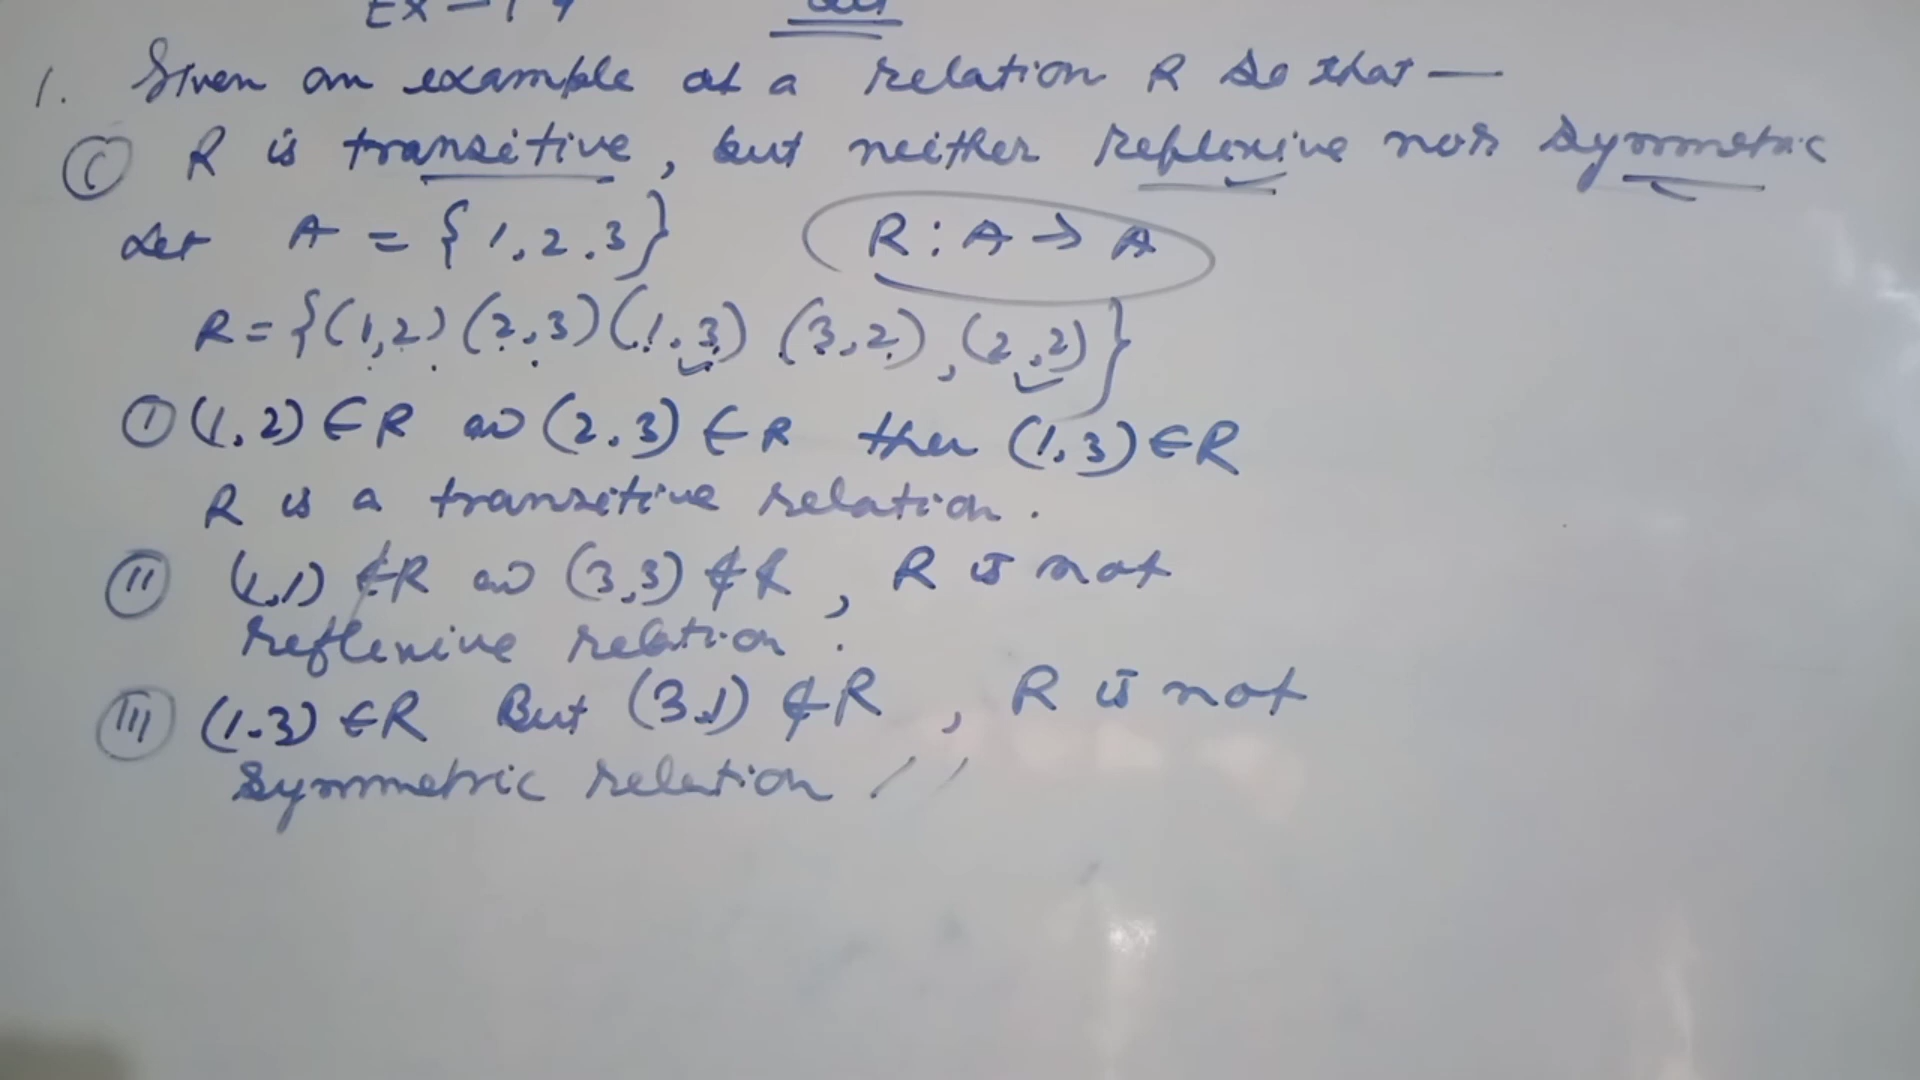 1. Given an example of a relation R so that —
(C) R is transitive, but neither reflexive nor symmetric
Let A = {1, 2, 3} R : A → A
R = {(1,2) (2,3) (1,3) (3,2), (2,2)}
(I) (1,2) ∈ R (2,3) ∈ R then (1,3) ∈ R
R is a transitive relation.
(II) (1,1) ∉ R (3,3) ∉ R, R is not
reflexive relation.
(III) (1.3) ∈ R But (3,1) ∉ R, R is not
Symmetric relation //